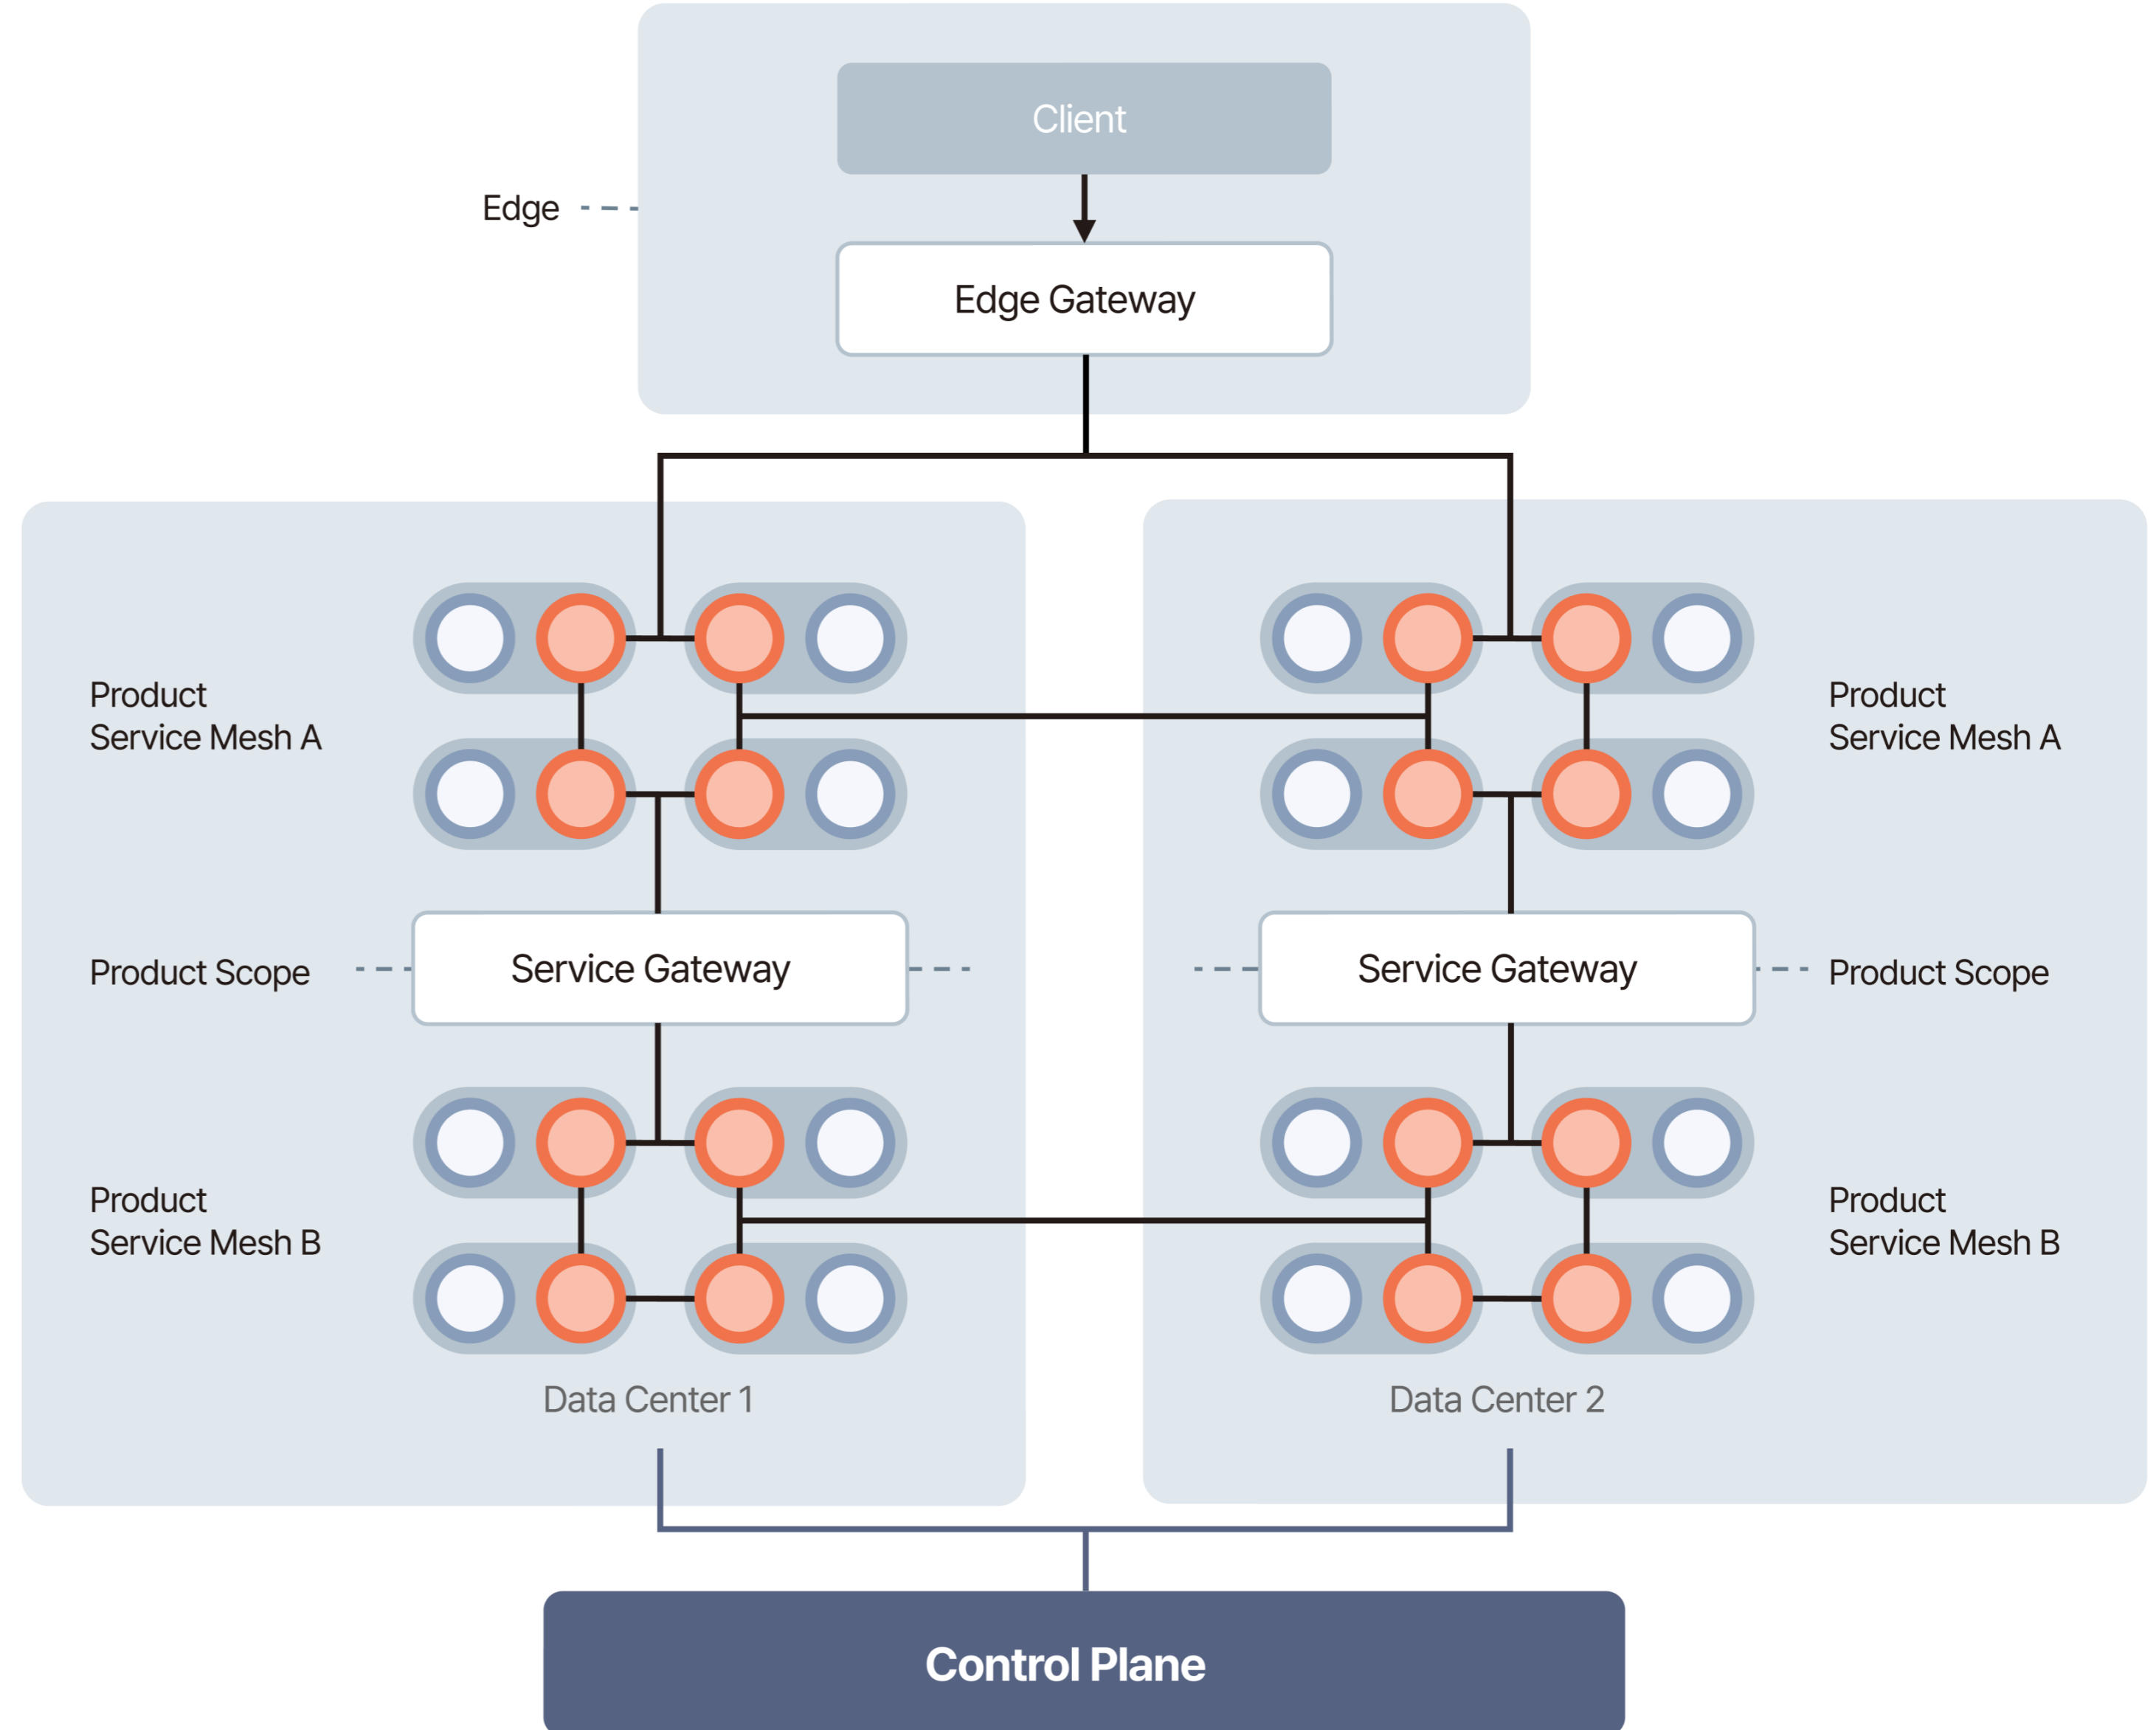 Client
Edge
Edge Gateway
Product
Service Mesh A
Product
Service Mesh A
Product Scope
Service Gateway
Service Gateway
Product Scope
Product
Service Mesh B
Product
Service Mesh B
Data Center 1
Data Center 2
Control Plane